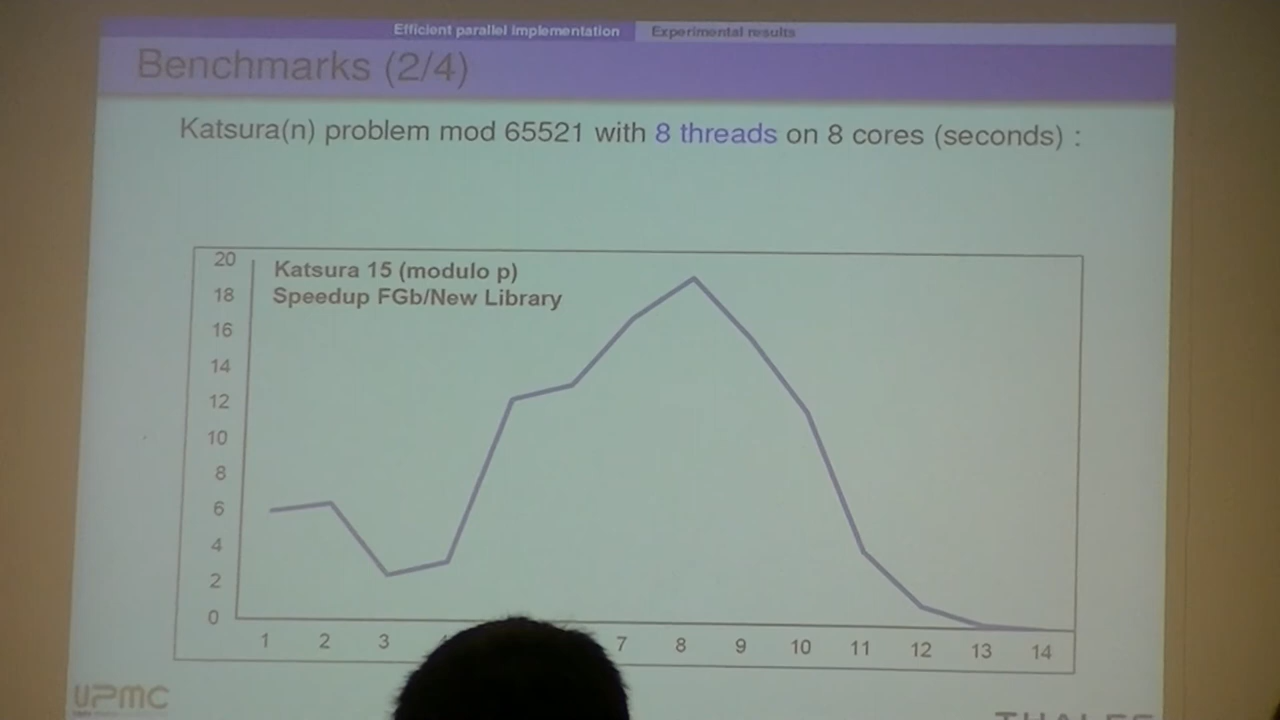 Efficient parallel implementation Experimental results
Benchmarks (2/4)
Katsura(n) problem mod 65521 with 8 threads on 8 cores (seconds) :
Katsura 15 (modulo p)
Speedup FGb/New Library
20
18
16
14
12
10
8
6
4
2
0
1 2 3 7 8 9 10 11 12 13 14
UPMC
THALES